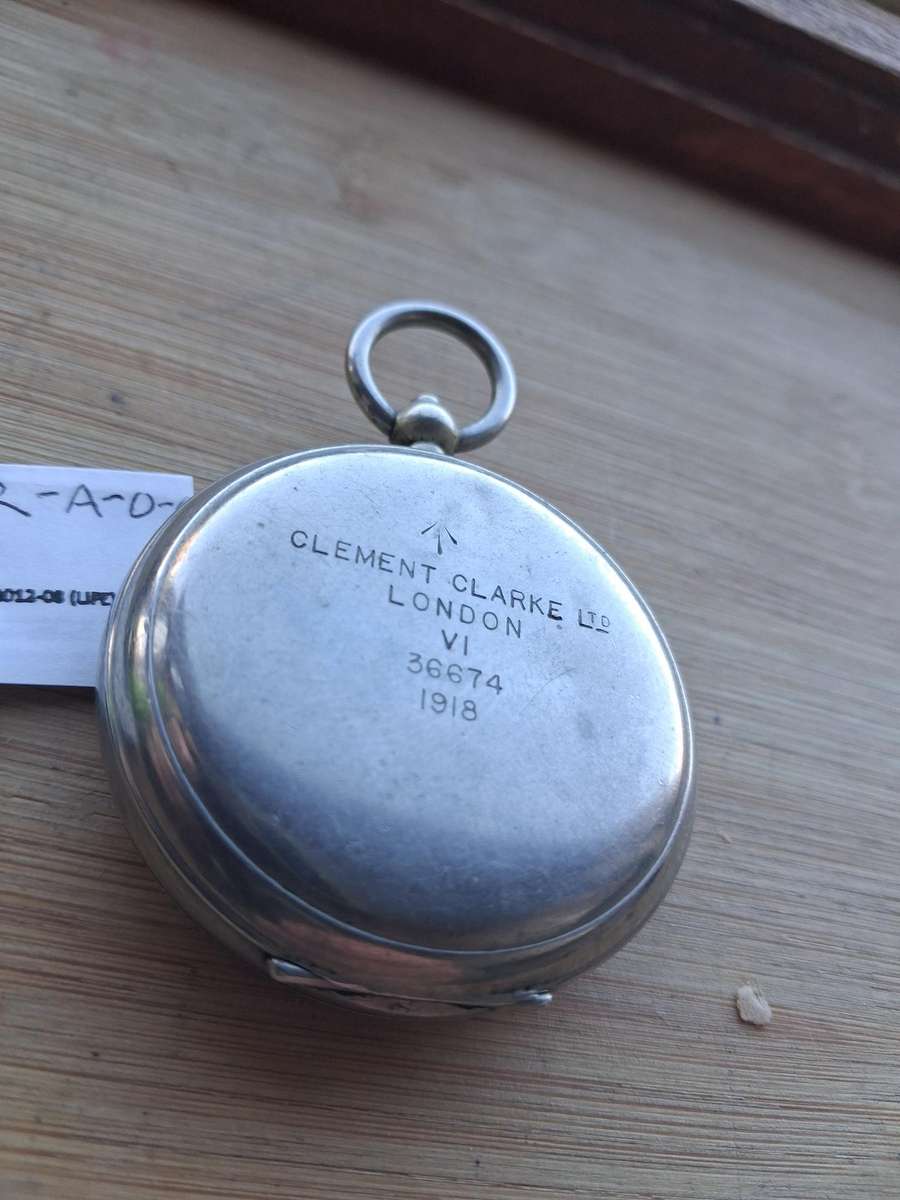 -A-D-
CLEMENT CLARKE LTD
LONDON
VI
36674
1918